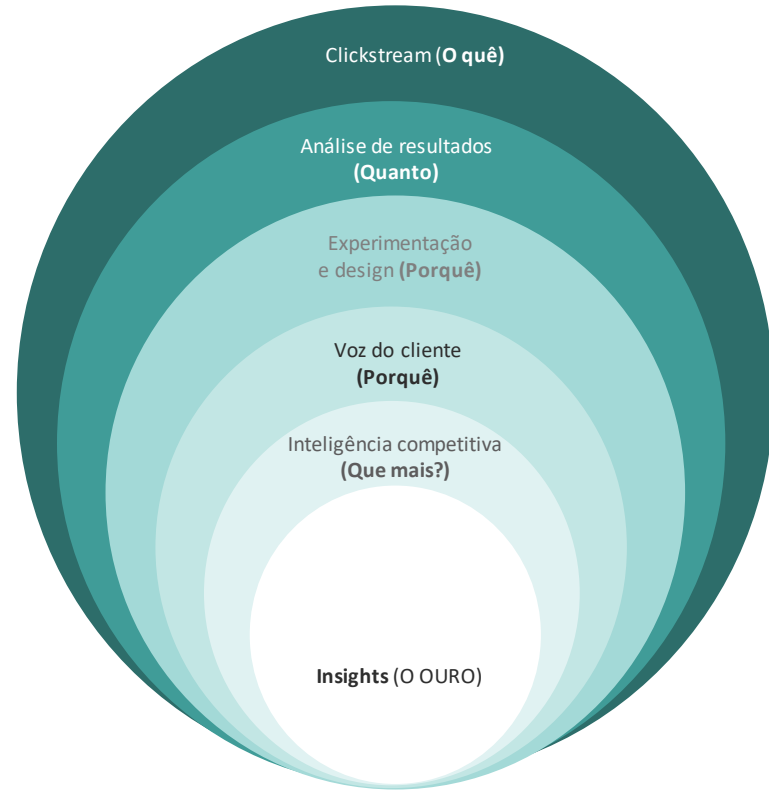 Clickstream (O quê)
Análise de resultados
(Quanto)
Experimentação
e design (Porquê)
Voz do cliente
(Porquê)
Inteligência competitiva
(Que mais?)
Insights (O OURO)